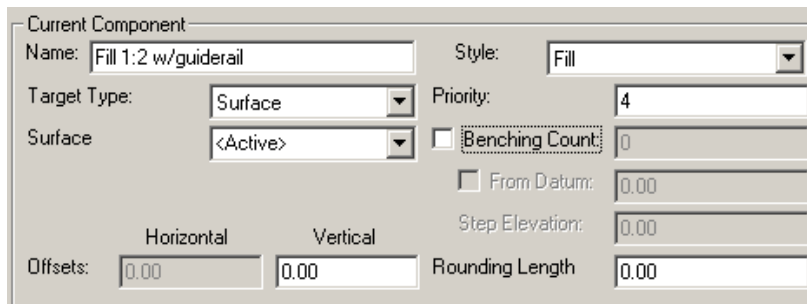 Current Component
Name: Fill 1:2 w/guiderail Style: Fill
Target Type: Surface Priority: 4
Surface <Active> Benching Count: 0
From Datum: 0.00
Horizontal Vertical Step Elevation: 0.00
Offsets: 0.00 0.00 Rounding Length 0.00